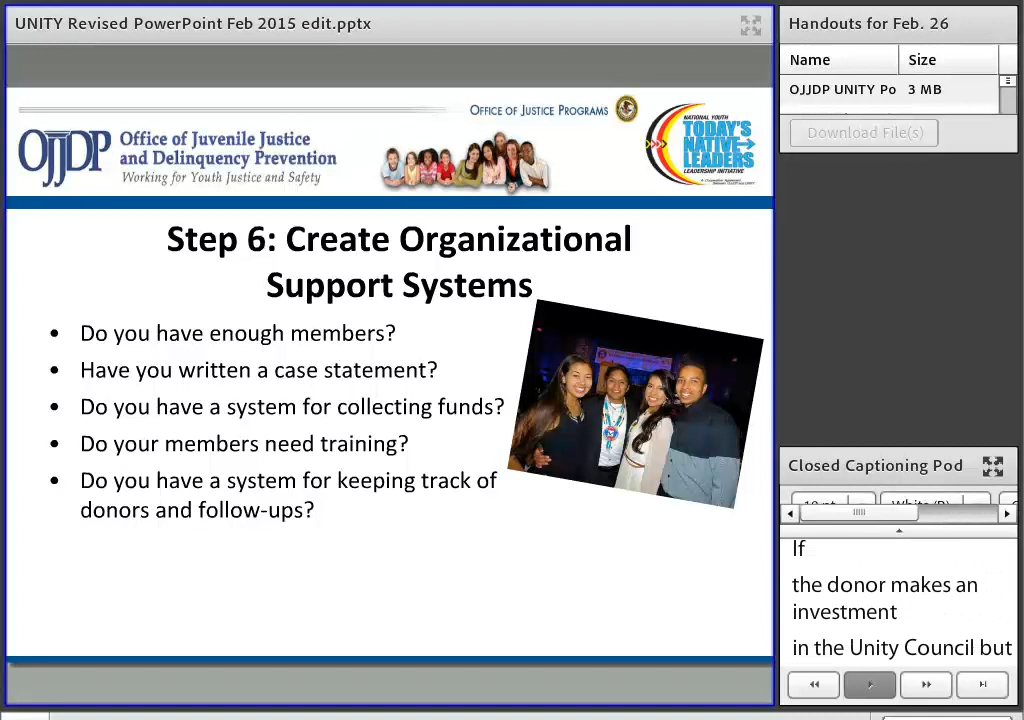 UNITY Revised PowerPoint Feb 2015 edit.pptx
OFFICE OF JUSTICE PROGRAMS
OJJDP
Office of Juvenile Justice
and Delinquency Prevention
Working for Youth Justice and Safety
NATIONAL YOUTH
TODAY'S
NATIVE
LEADERS
LEADERSHIP INITIATIVE
Step 6: Create Organizational
Support Systems
• Do you have enough members?
• Have you written a case statement?
• Do you have a system for collecting funds?
• Do your members need training?
• Do you have a system for keeping track of
donors and follow-ups?
Handouts for Feb. 26
Name Size
OJJDP UNITY Po 3 MB
Download File(s)
Closed Captioning Pod
If
the donor makes an
investment
in the Unity Council but